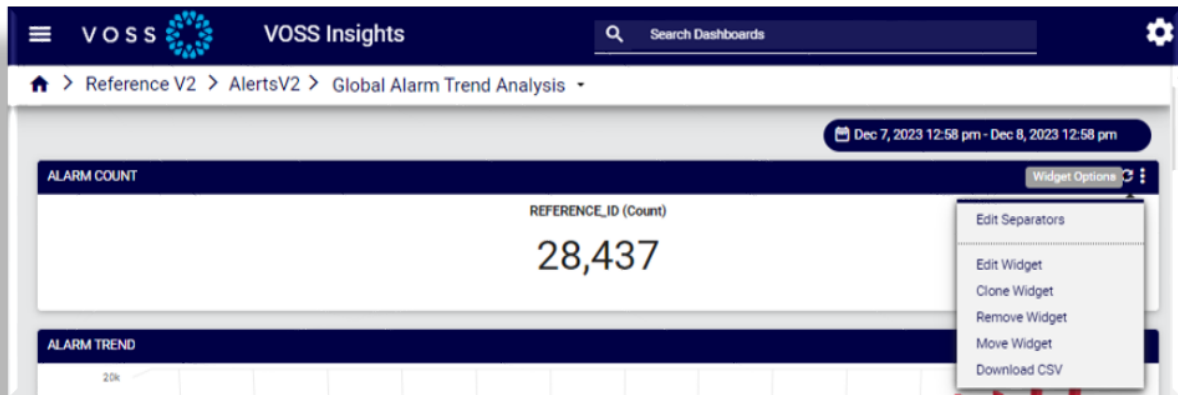 VOSS VOSS Insights Search Dashboards
> Reference V2 > AlertsV2 > Global Alarm Trend Analysis
Dec 7, 2023 12:58 pm - Dec 8, 2023 12:58 pm
ALARM COUNT Widget Options
REFERENCE_ID (Count)
28,437
Edit Separators
Edit Widget
Clone Widget
Remove Widget
Move Widget
Download CSV
ALARM TREND
20k